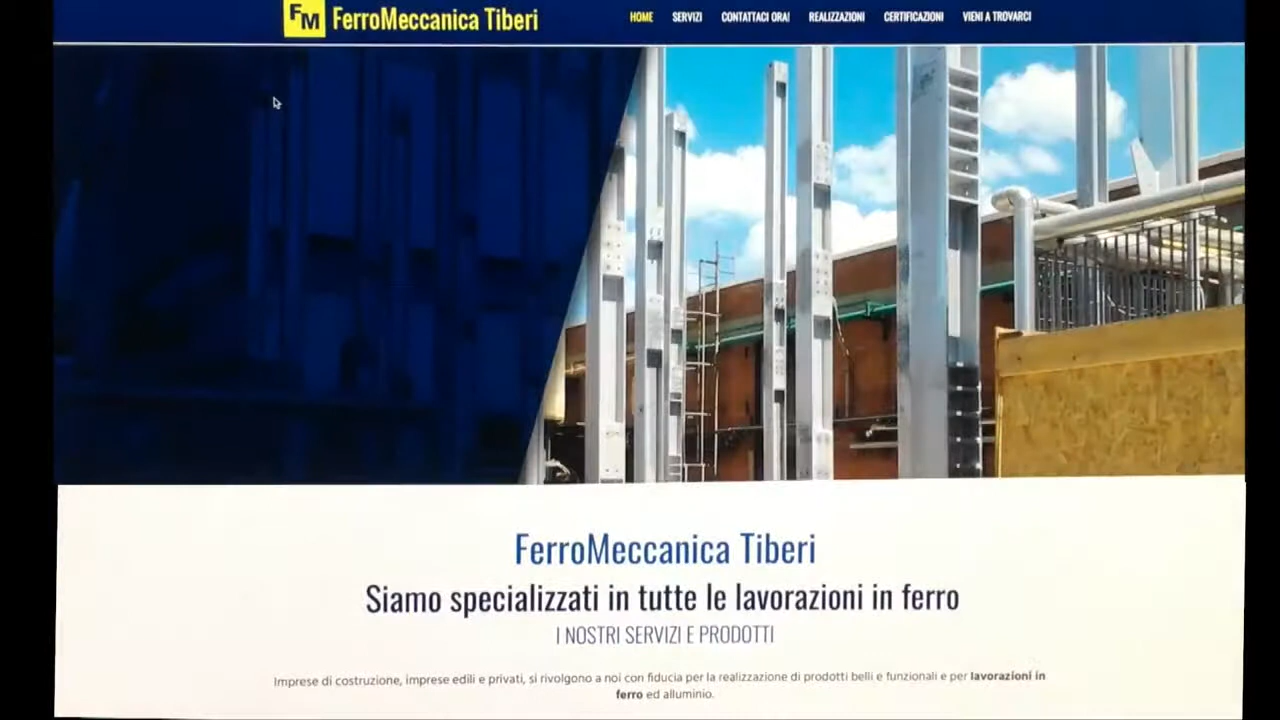 FM FerroMeccanica Tiberi
HOME SERVIZI CONTATTACI ORA! REALIZZAZIONI CERTIFICAZIONI VIENI A TROVARCI
FerroMeccanica Tiberi
Siamo specializzati in tutte le lavorazioni in ferro
I NOSTRI SERVIZI E PRODOTTI
Imprese di costruzione, imprese edili e privati, si rivolgono a noi con fiducia per la realizzazione di prodotti belli e funzionali e per lavorazioni in
ferro ed alluminio.